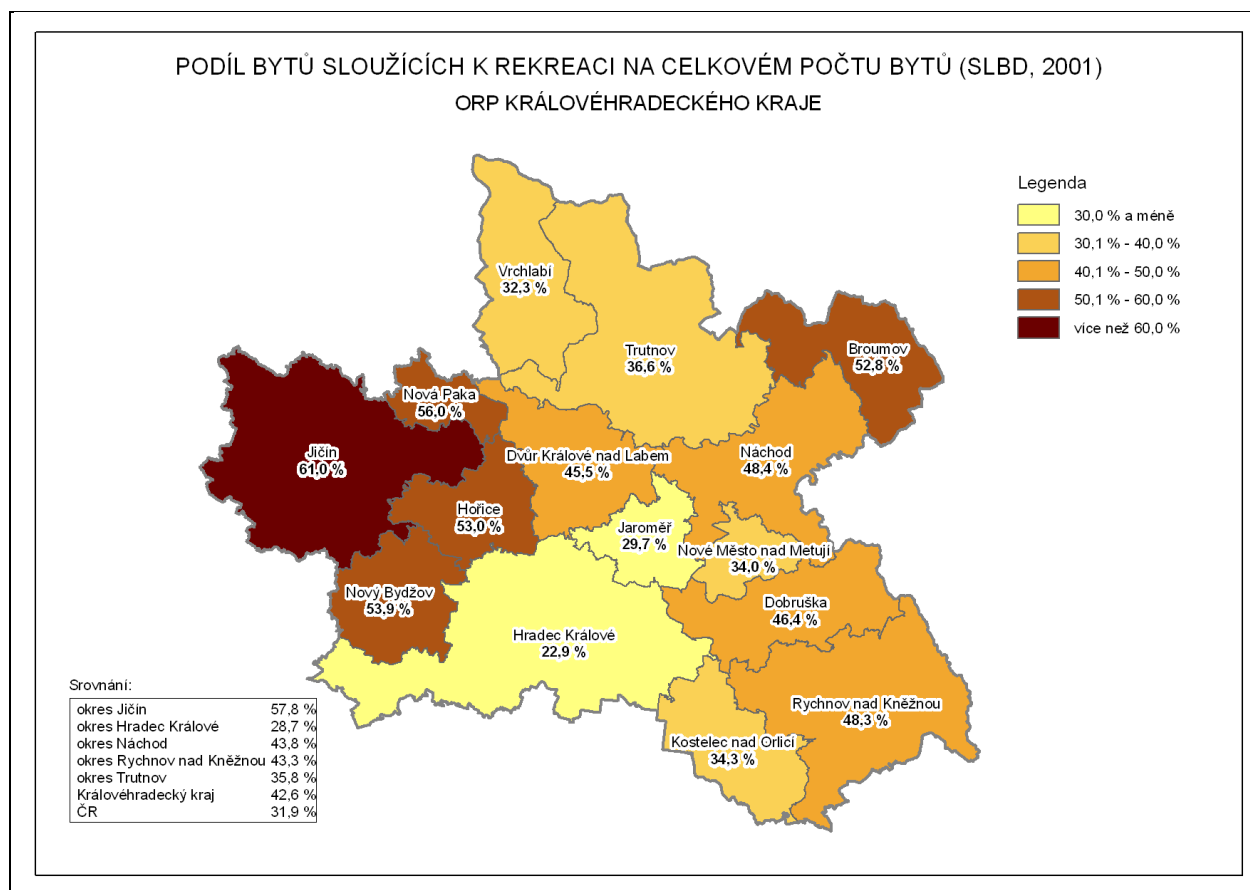 PODÍL BYTŮ SLOUŽÍCÍCH K REKREACI NA CELKOVÉM POČTU BYTŮ (SLBD, 2001)
ORP KRÁLOVÉHRADECKÉHO KRAJE
Legenda
30,0 % a méně
30,1 % - 40,0 %
40,1 % - 50,0 %
50,1 % - 60,0 %
více než 60,0 %
Vrchlabí
32,3 %
Trutnov
36,6 %
Broumov
52,8 %
Nová Paka
56,0 %
Jičín
61,0 %
Dvůr Králové nad Labem
45,5 %
Náchod
48,4 %
Hořice
53,0 %
Jaroměř
29,7 %
Nové Město nad Metují
34,0 %
Nový Bydžov
53,9 %
Dobruška
46,4 %
Hradec Králové
22,9 %
Rychnov nad Kněžnou
48,3 %
Kostelec nad Orlicí
34,3 %
Srovnání:
okres Jičín 57,8 %
okres Hradec Králové 28,7 %
okres Náchod 43,8 %
okres Rychnov nad Kněžnou 43,3 %
okres Trutnov 35,8 %
Královéhradecký kraj 42,6 %
ČR 31,9 %